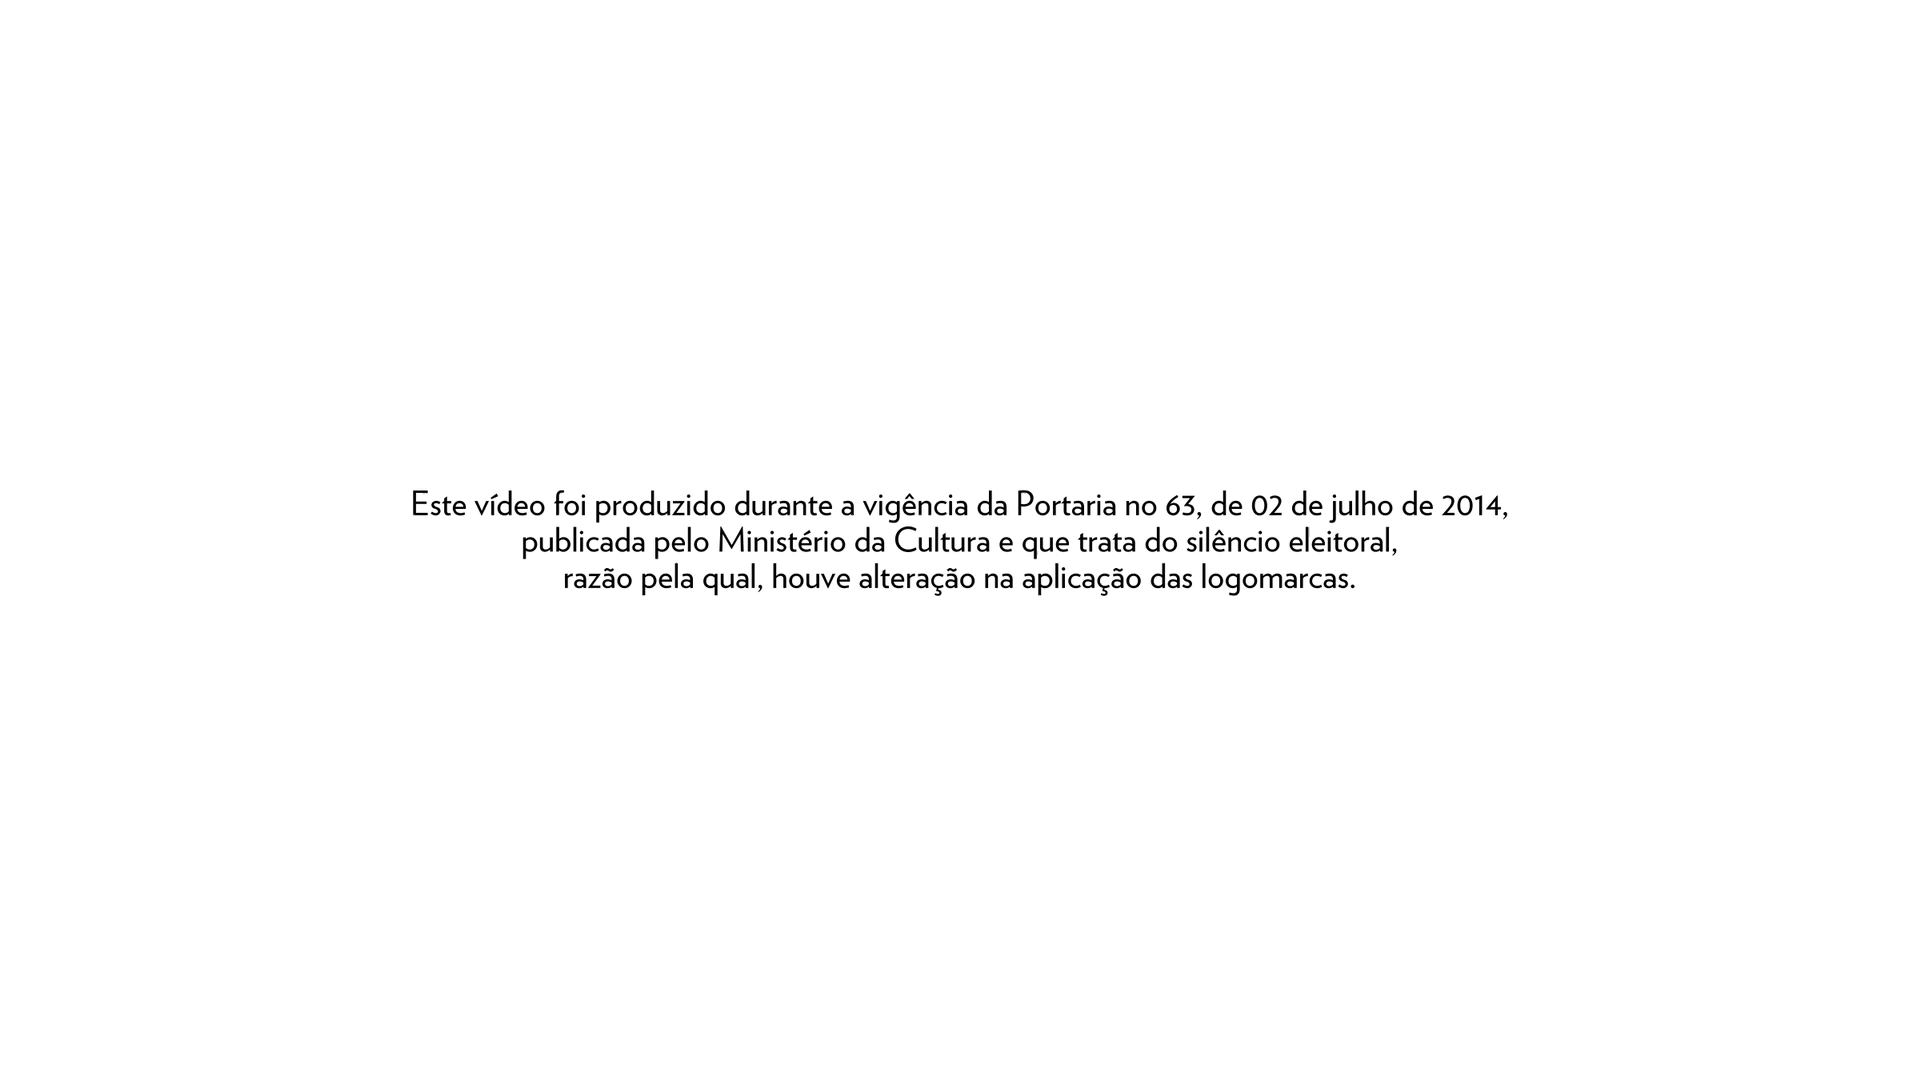 Este vídeo foi produzido durante a vigência da Portaria no 63, de 02 de julho de 2014,
publicada pelo Ministério da Cultura e que trata do silêncio eleitoral,
razão pela qual, houve alteração na aplicação das logomarcas.